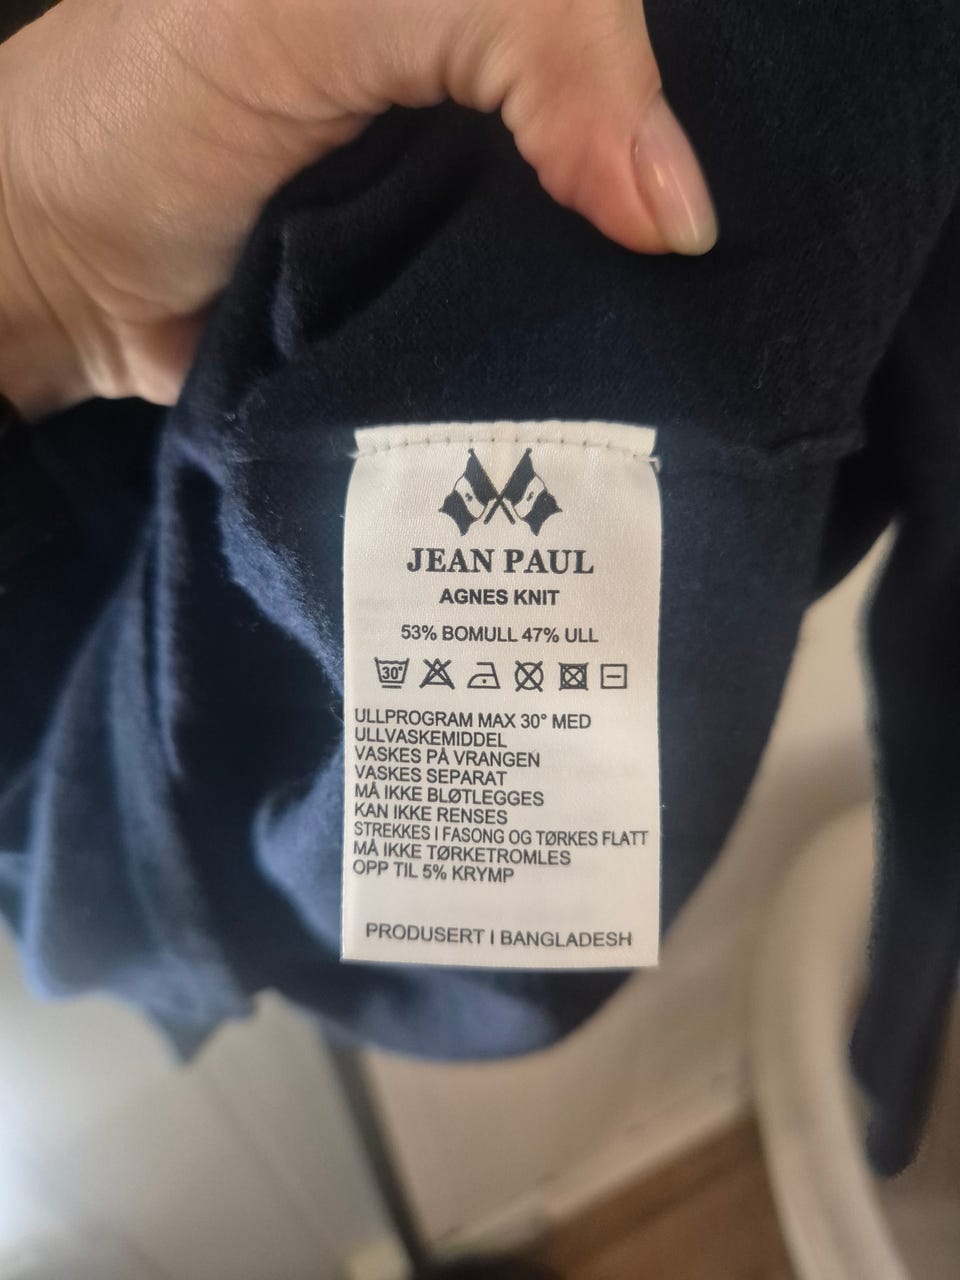 JEAN PAUL
AGNES KNIT
53% BOMULL 47% ULL
30°
ULLPROGRAM MAX 30° MED
ULLVASKEMIDDEL
VASKES PÅ VRANGEN
VASKES SEPARAT
MÅ IKKE BLØTLEGGES
KAN IKKE RENSES
STREKKES I FASONG OG TØRKES FLATT
MÅ IKKE TØRKETROMLES
OPP TIL 5% KRYMP
PRODUSERT I BANGLADESH